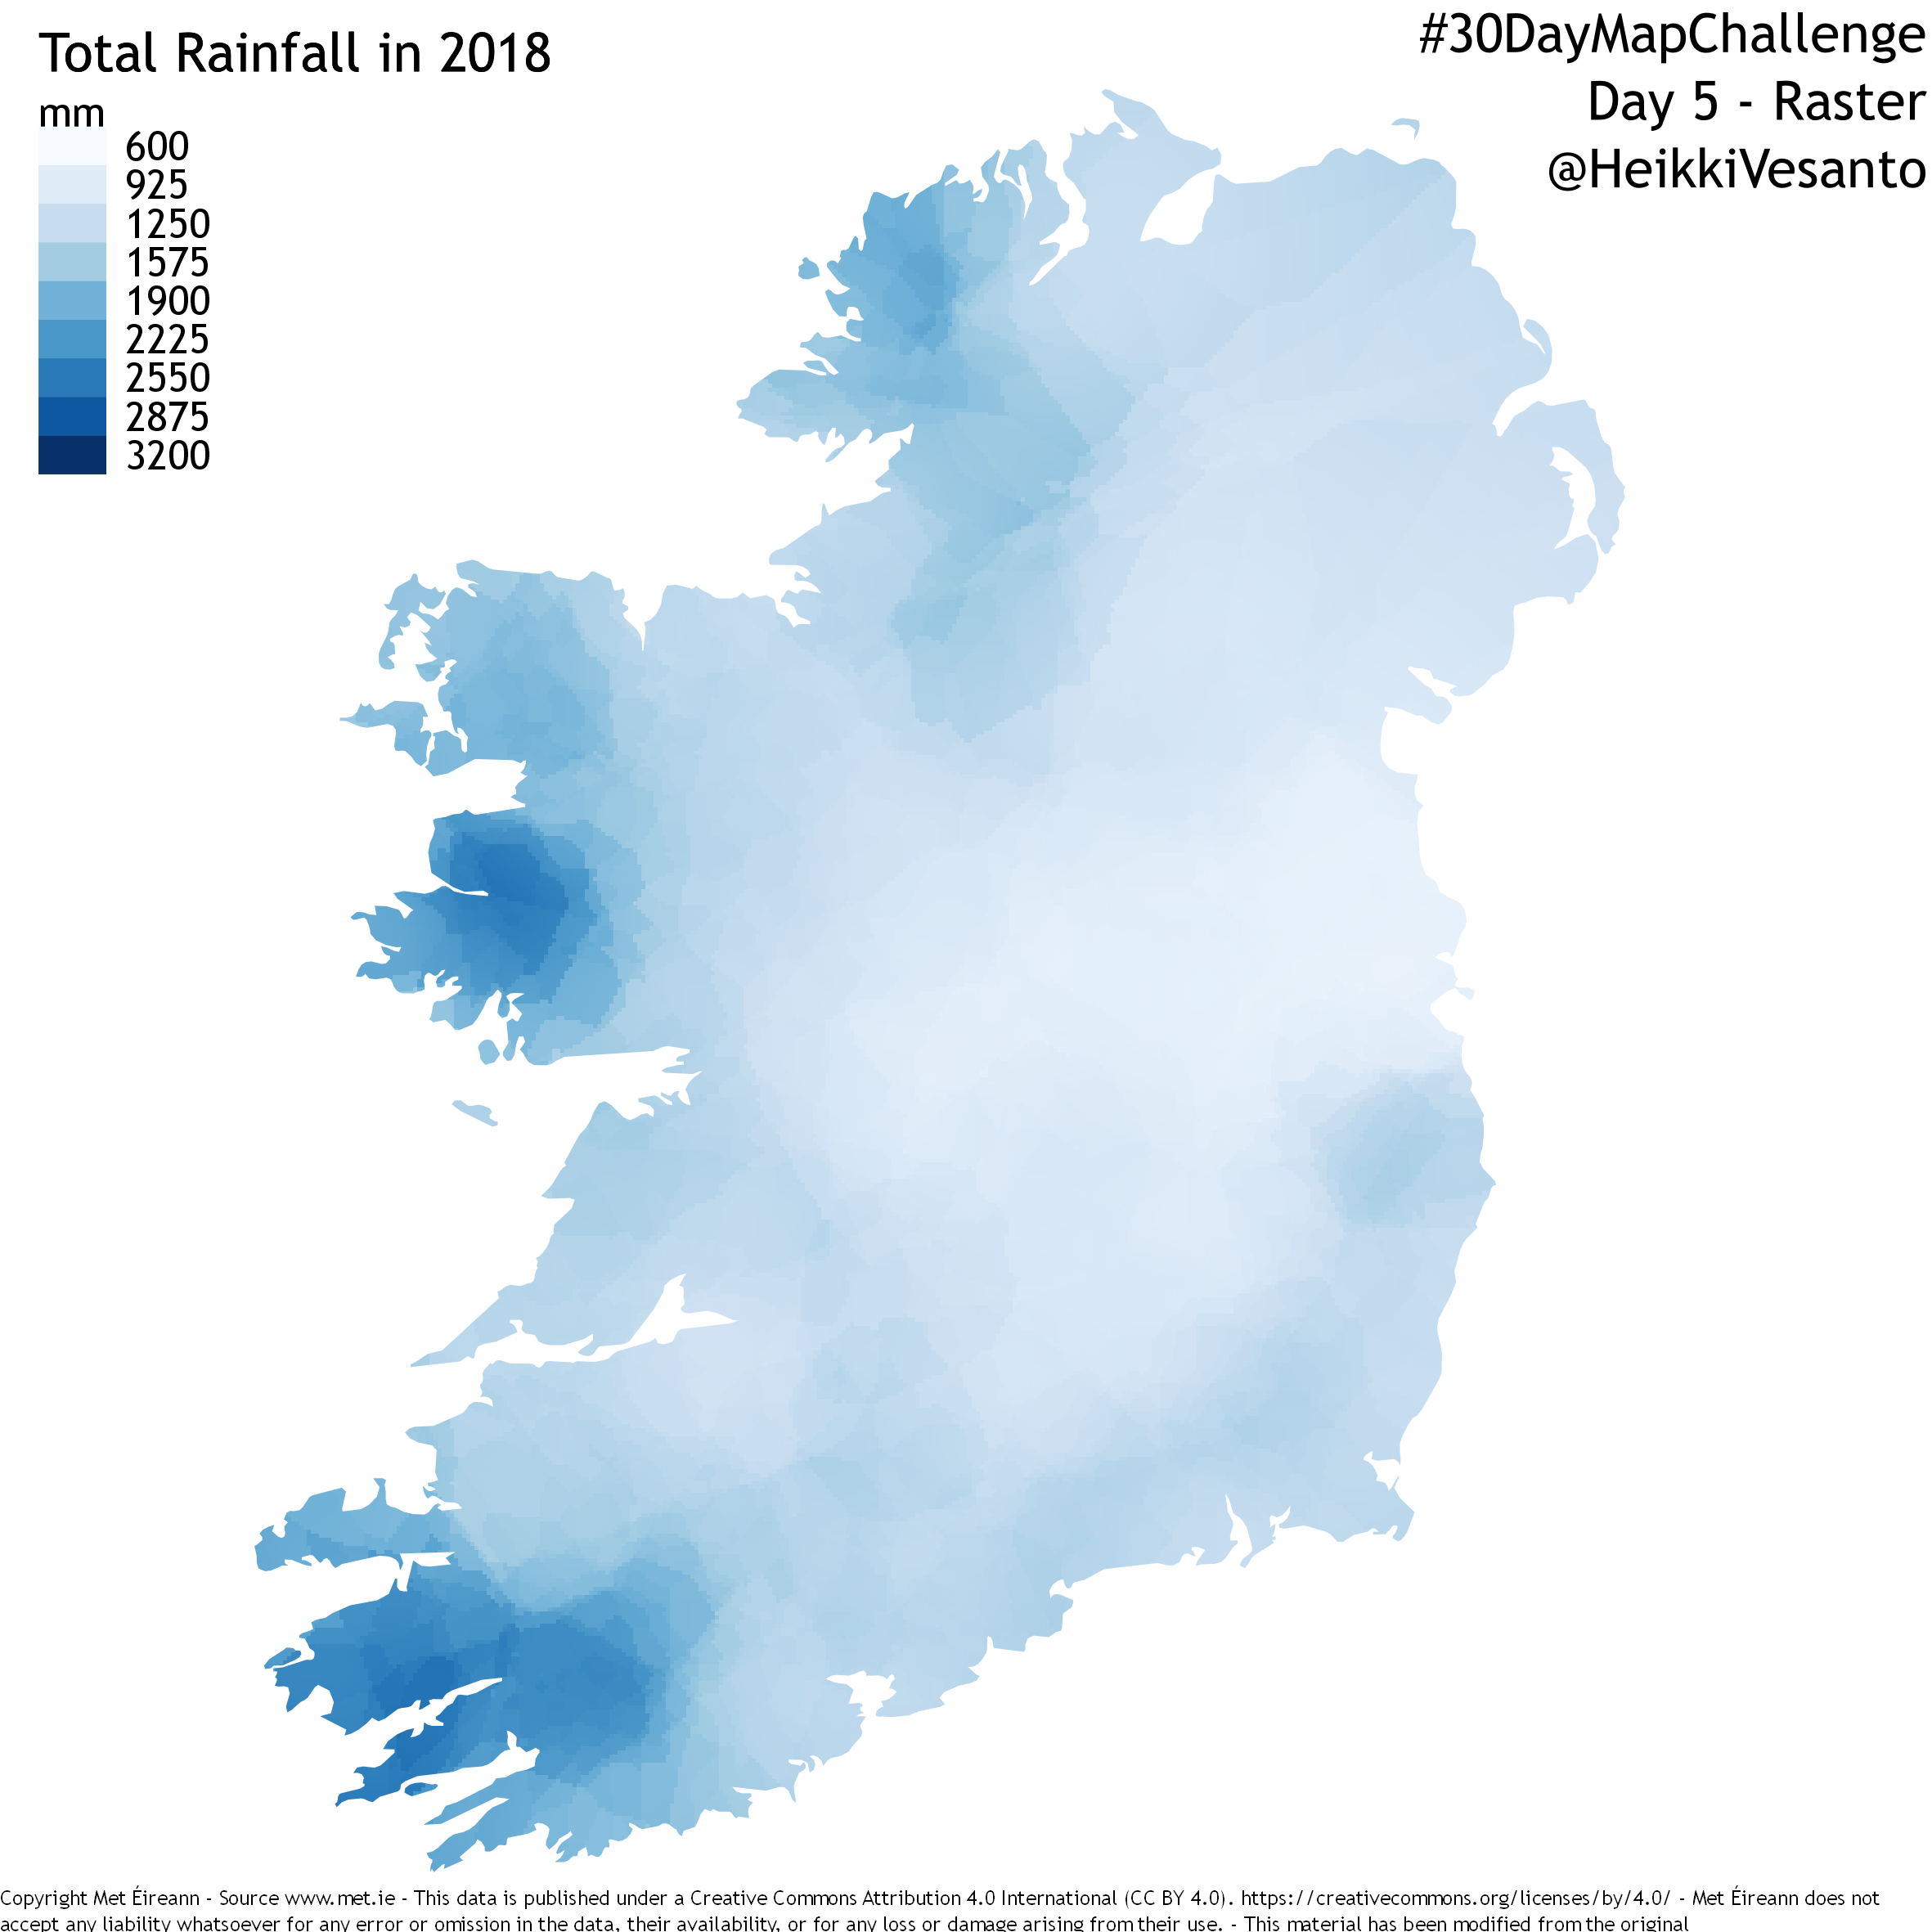 Total Rainfall in 2018
mm
600
925
1250
1575
1900
2225
2550
2875
3200
#30DayMapChallenge
Day 5 - Raster
@HeikkiVesanto
Copyright Met Éireann - Source www.met.ie - This data is published under a Creative Commons Attribution 4.0 International (CC BY 4.0). https://creativecommons.org/licenses/by/4.0/ - Met Éireann does not
accept any liability whatsoever for any error or omission in the data, their availability, or for any loss or damage arising from their use. - This material has been modified from the original